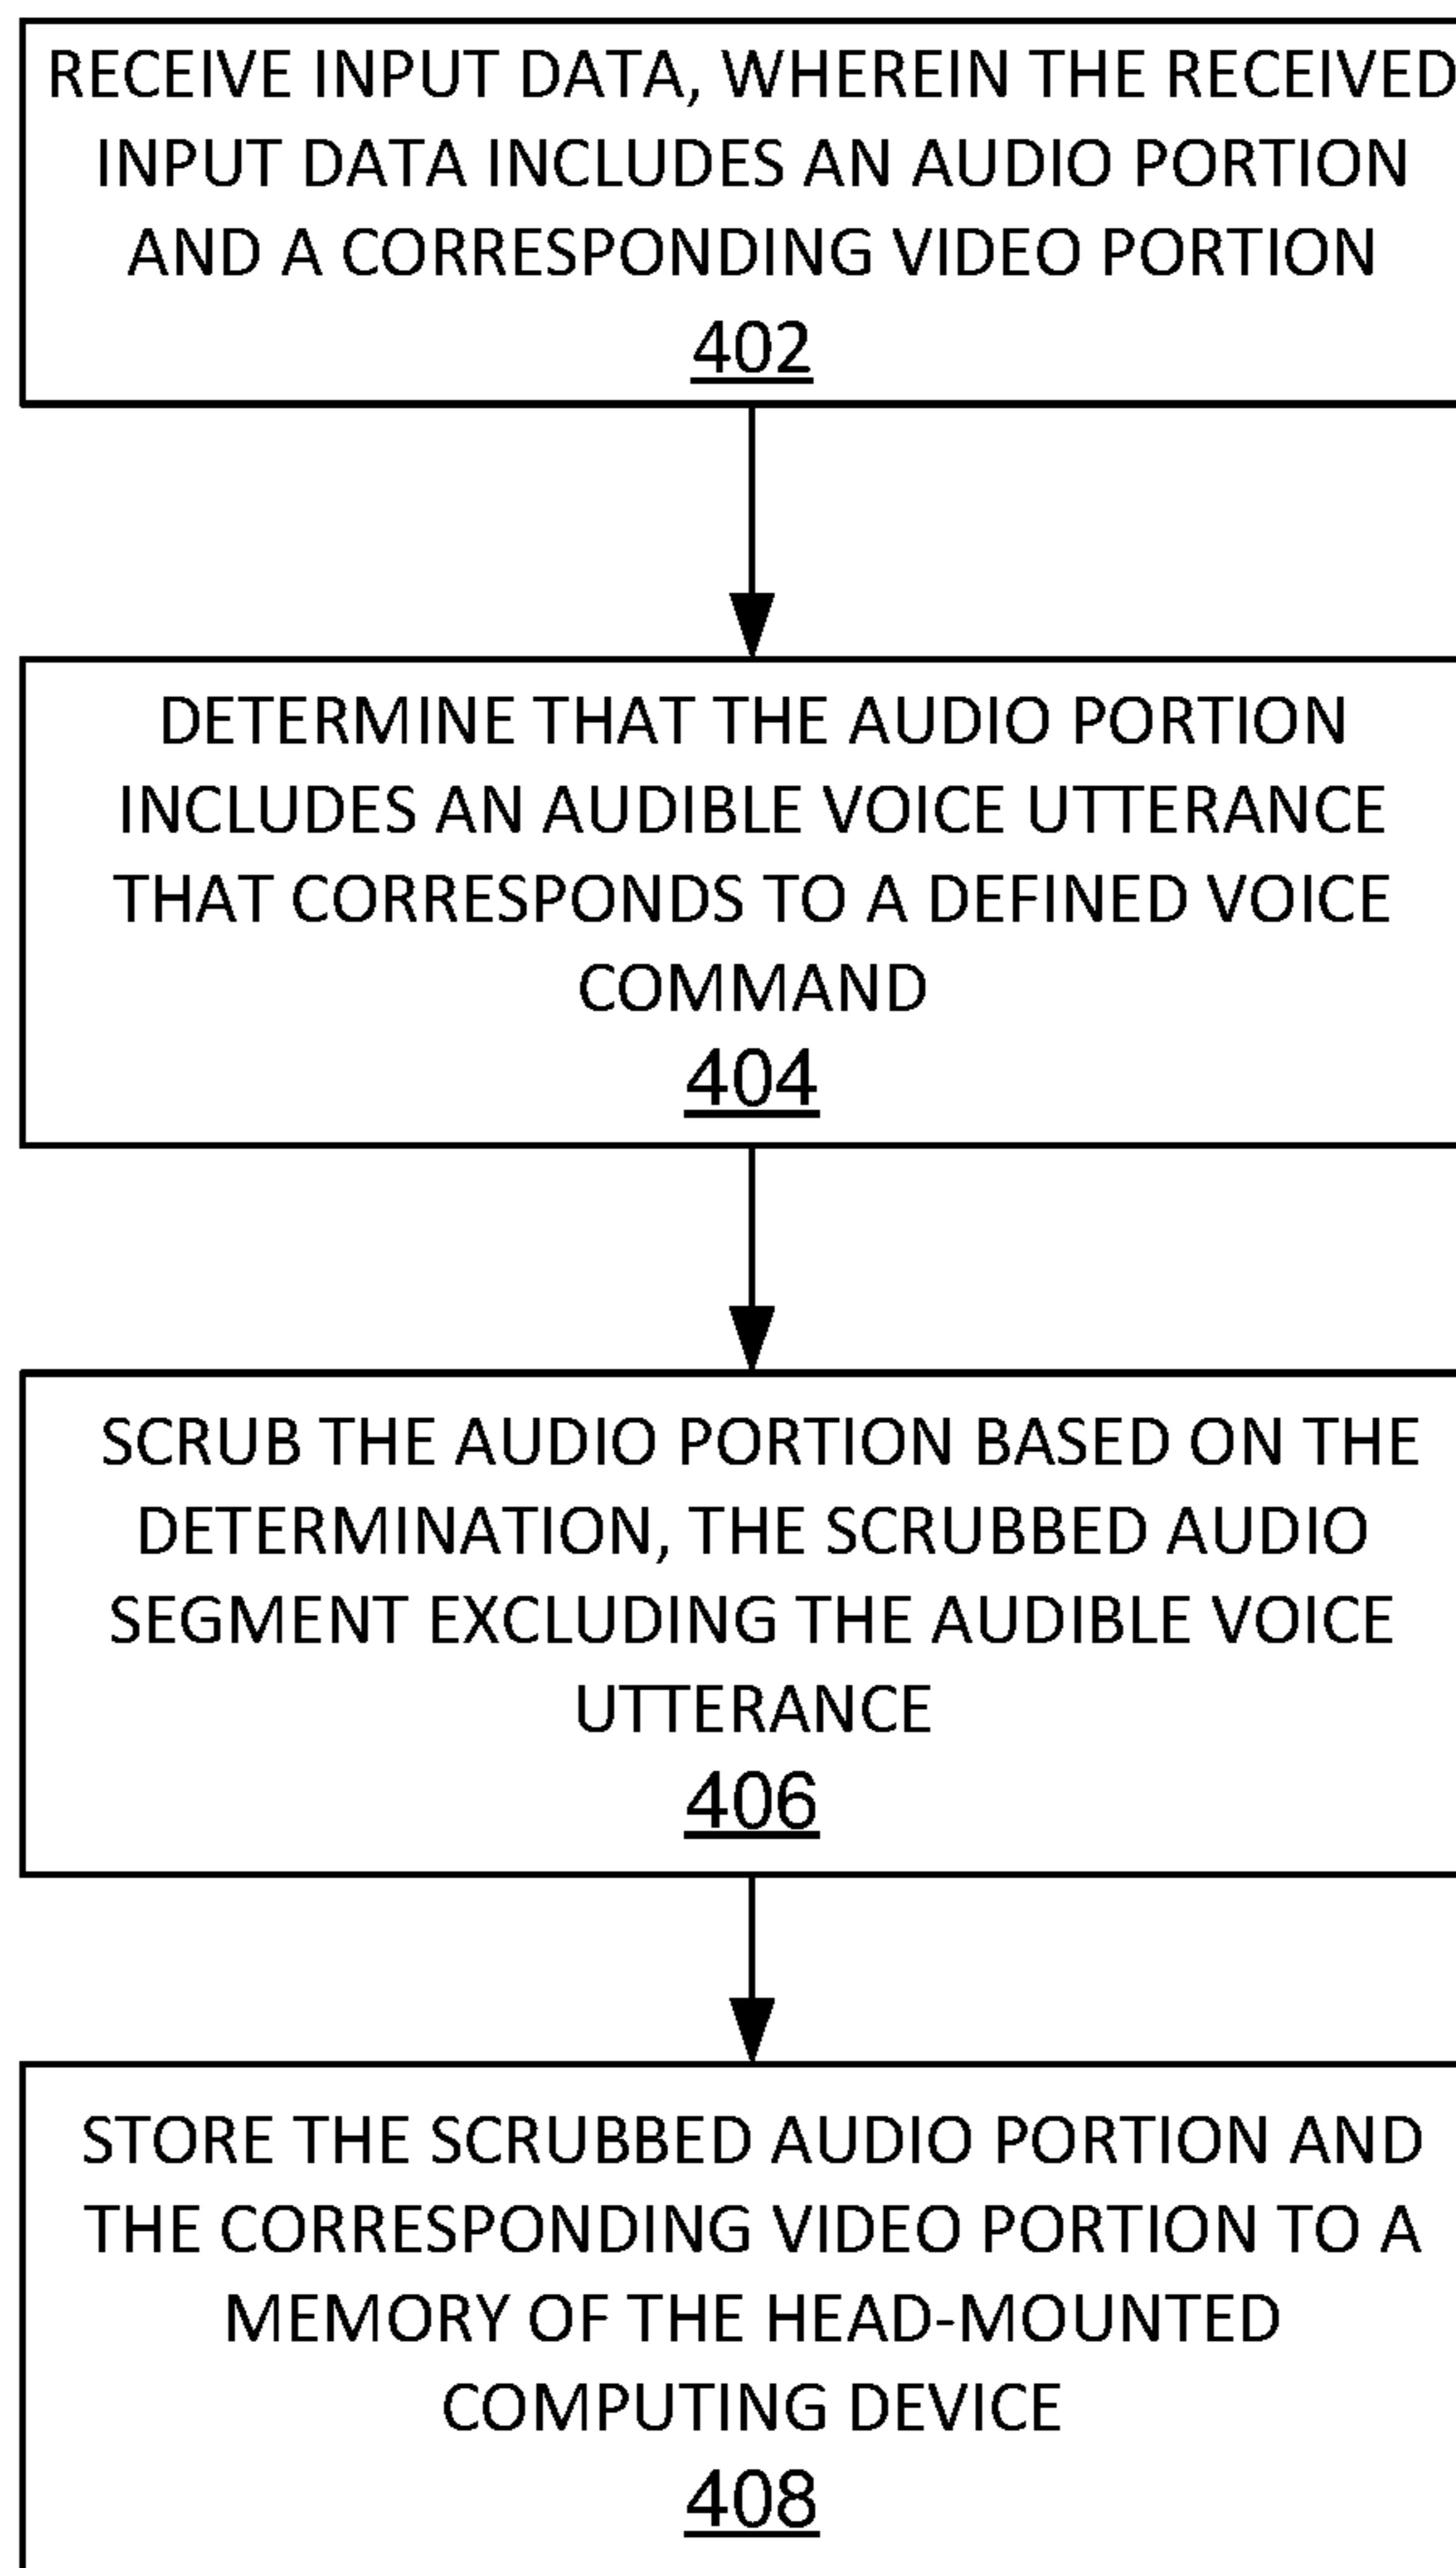 RECEIVE INPUT DATA, WHEREIN THE RECEIVED
INPUT DATA INCLUDES AN AUDIO PORTION
AND A CORRESPONDING VIDEO PORTION
402
DETERMINE THAT THE AUDIO PORTION
INCLUDES AN AUDIBLE VOICE UTTERANCE
THAT CORRESPONDS TO A DEFINED VOICE
COMMAND
404
SCRUB THE AUDIO PORTION BASED ON THE
DETERMINATION, THE SCRUBBED AUDIO
SEGMENT EXCLUDING THE AUDIBLE VOICE
UTTERANCE
406
STORE THE SCRUBBED AUDIO PORTION AND
THE CORRESPONDING VIDEO PORTION TO A
MEMORY OF THE HEAD-MOUNTED
COMPUTING DEVICE
408